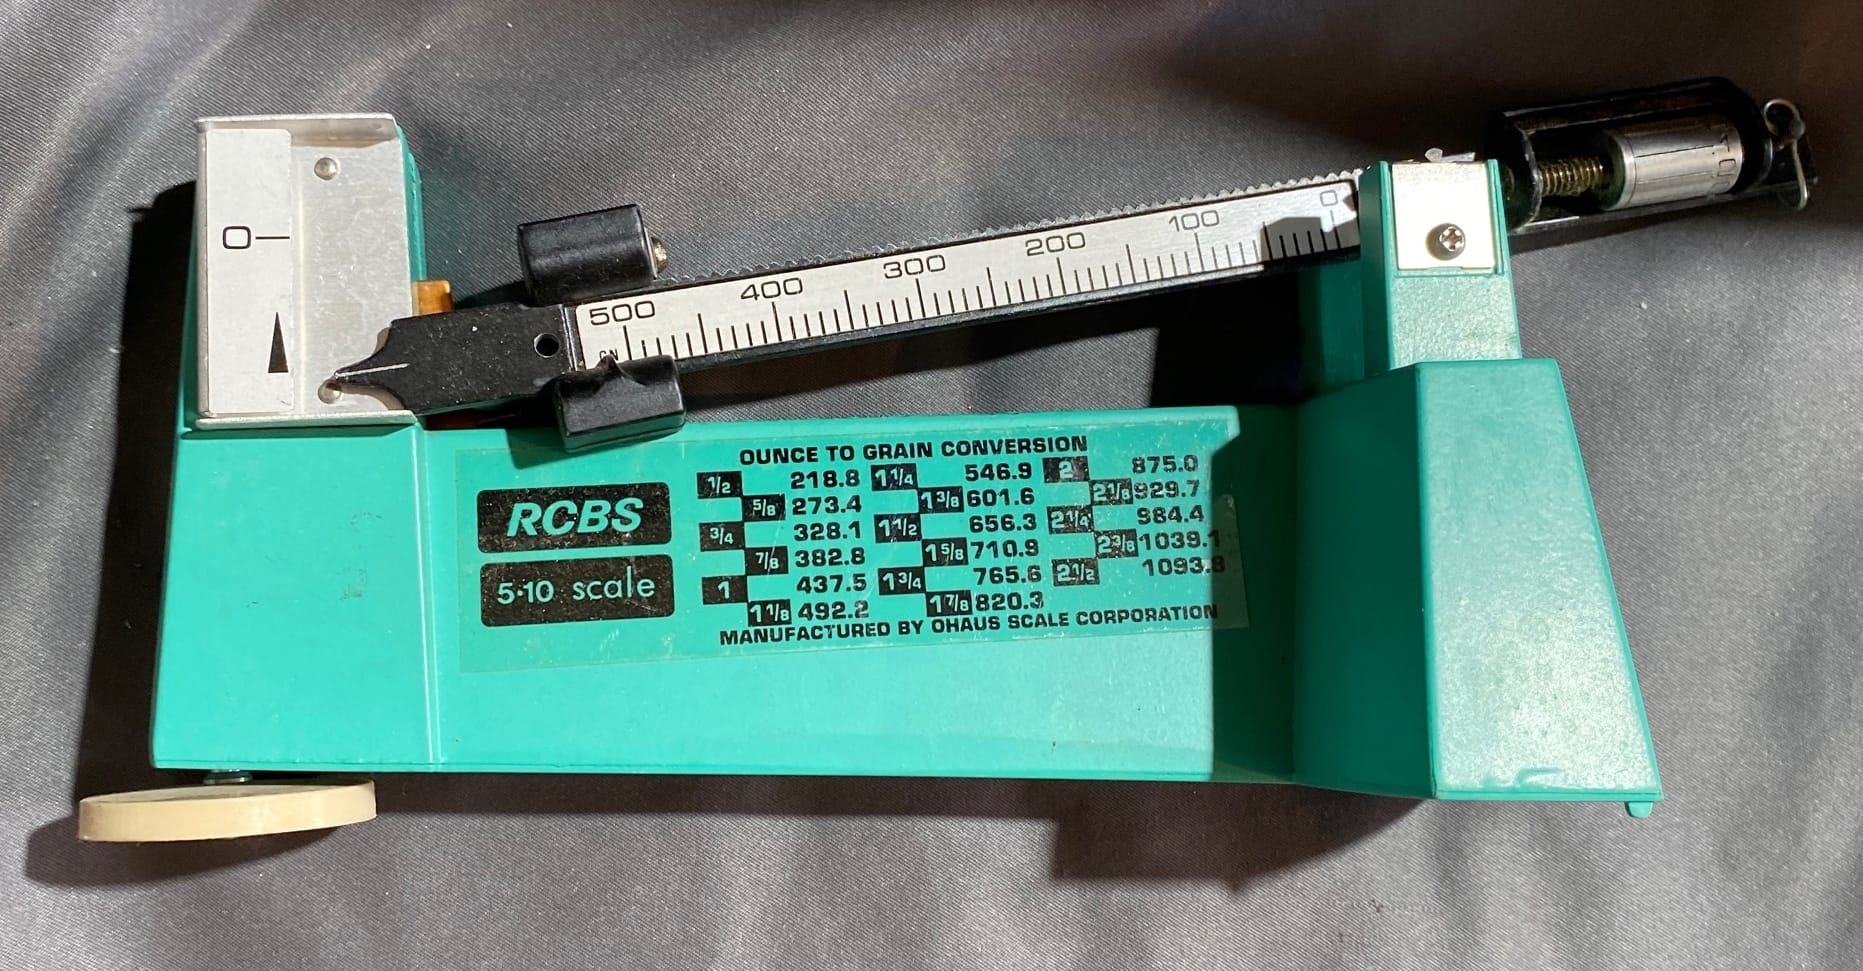 0
500 400 300 200 100 0
GN
OUNCE TO GRAIN CONVERSION
RCBS
5·10 scale
1/2 218.8 1 1/4 546.9 2 875.0
5/8 273.4 1 3/8 601.6 2 1/8 929.7
3/4 328.1 1 1/2 656.3 2 1/4 984.4
7/8 382.8 1 5/8 710.9 2 3/8 1039.1
1 437.5 1 3/4 765.6 2 1/2 1093.8
1 1/8 492.2 1 7/8 820.3
MANUFACTURED BY OHAUS SCALE CORPORATION